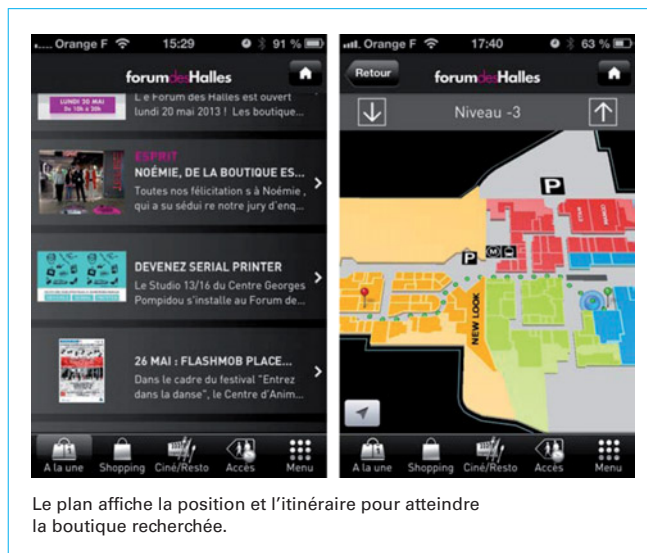 ..... Orange F 15:29 91 %
forumdesHalles
LUNDI 20 MAI
De 10h à 20h
L e Forum des Halles est ouvert
lundi 20 mai 2013 ! Les boutique...
ESPRIT
NOÉMIE, DE LA BOUTIQUE ES...
Toutes nos félicitation s à Noémie,
qui a su sédui re notre jury d'enq...
DEVENEZ SERIAL PRINTER
Le Studio 13/16 du Centre Georges
Pompidou s'installe au Forum de...
26 MAI : FLASHMOB PLACE...
Dans le cadre du festival "Entrez
dans la danse", le Centre d'Anim...
A la une Shopping Ciné/Resto Accès Menu
Orange F 17:40 63 %
Retour forumdesHalles
Niveau -3
P
P M
NEW LOOK
A la une Shopping Ciné/Resto Accès Menu
Le plan affiche la position et l'itinéraire pour atteindre
la boutique recherchée.